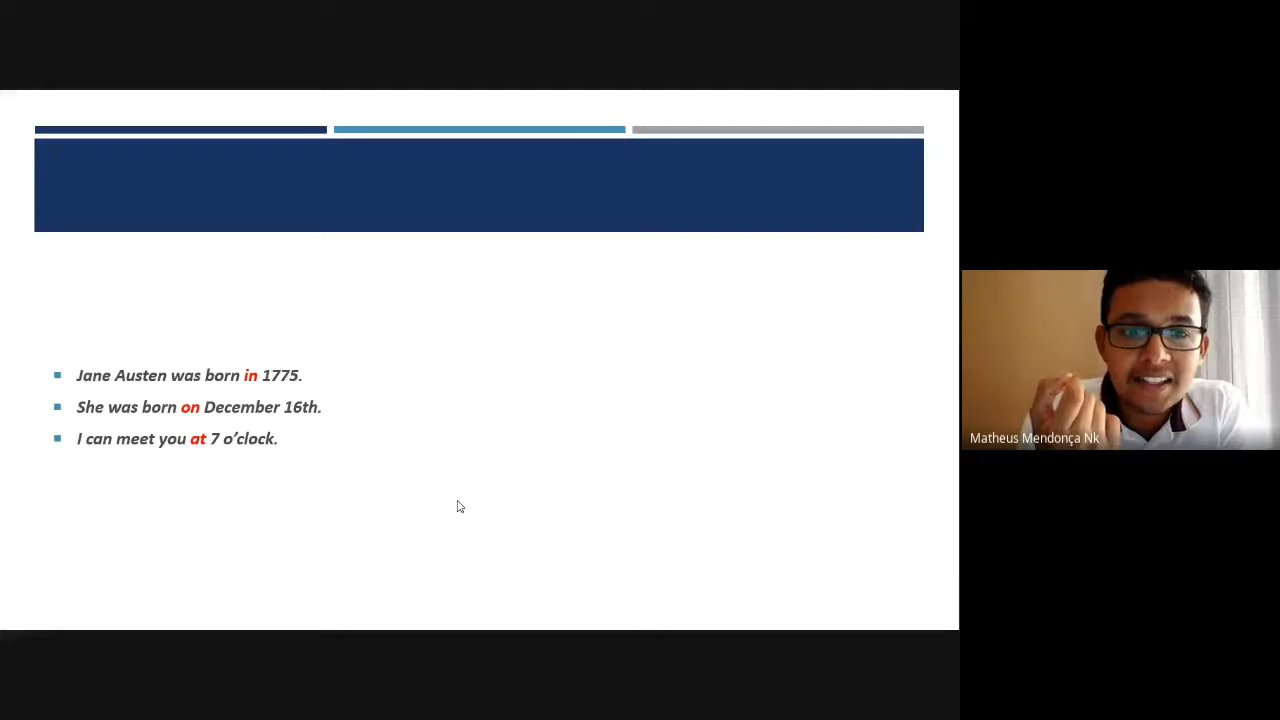 Jane Austen was born in 1775.
She was born on December 16th.
I can meet you at 7 o’clock.
Matheus Mendonça Nk